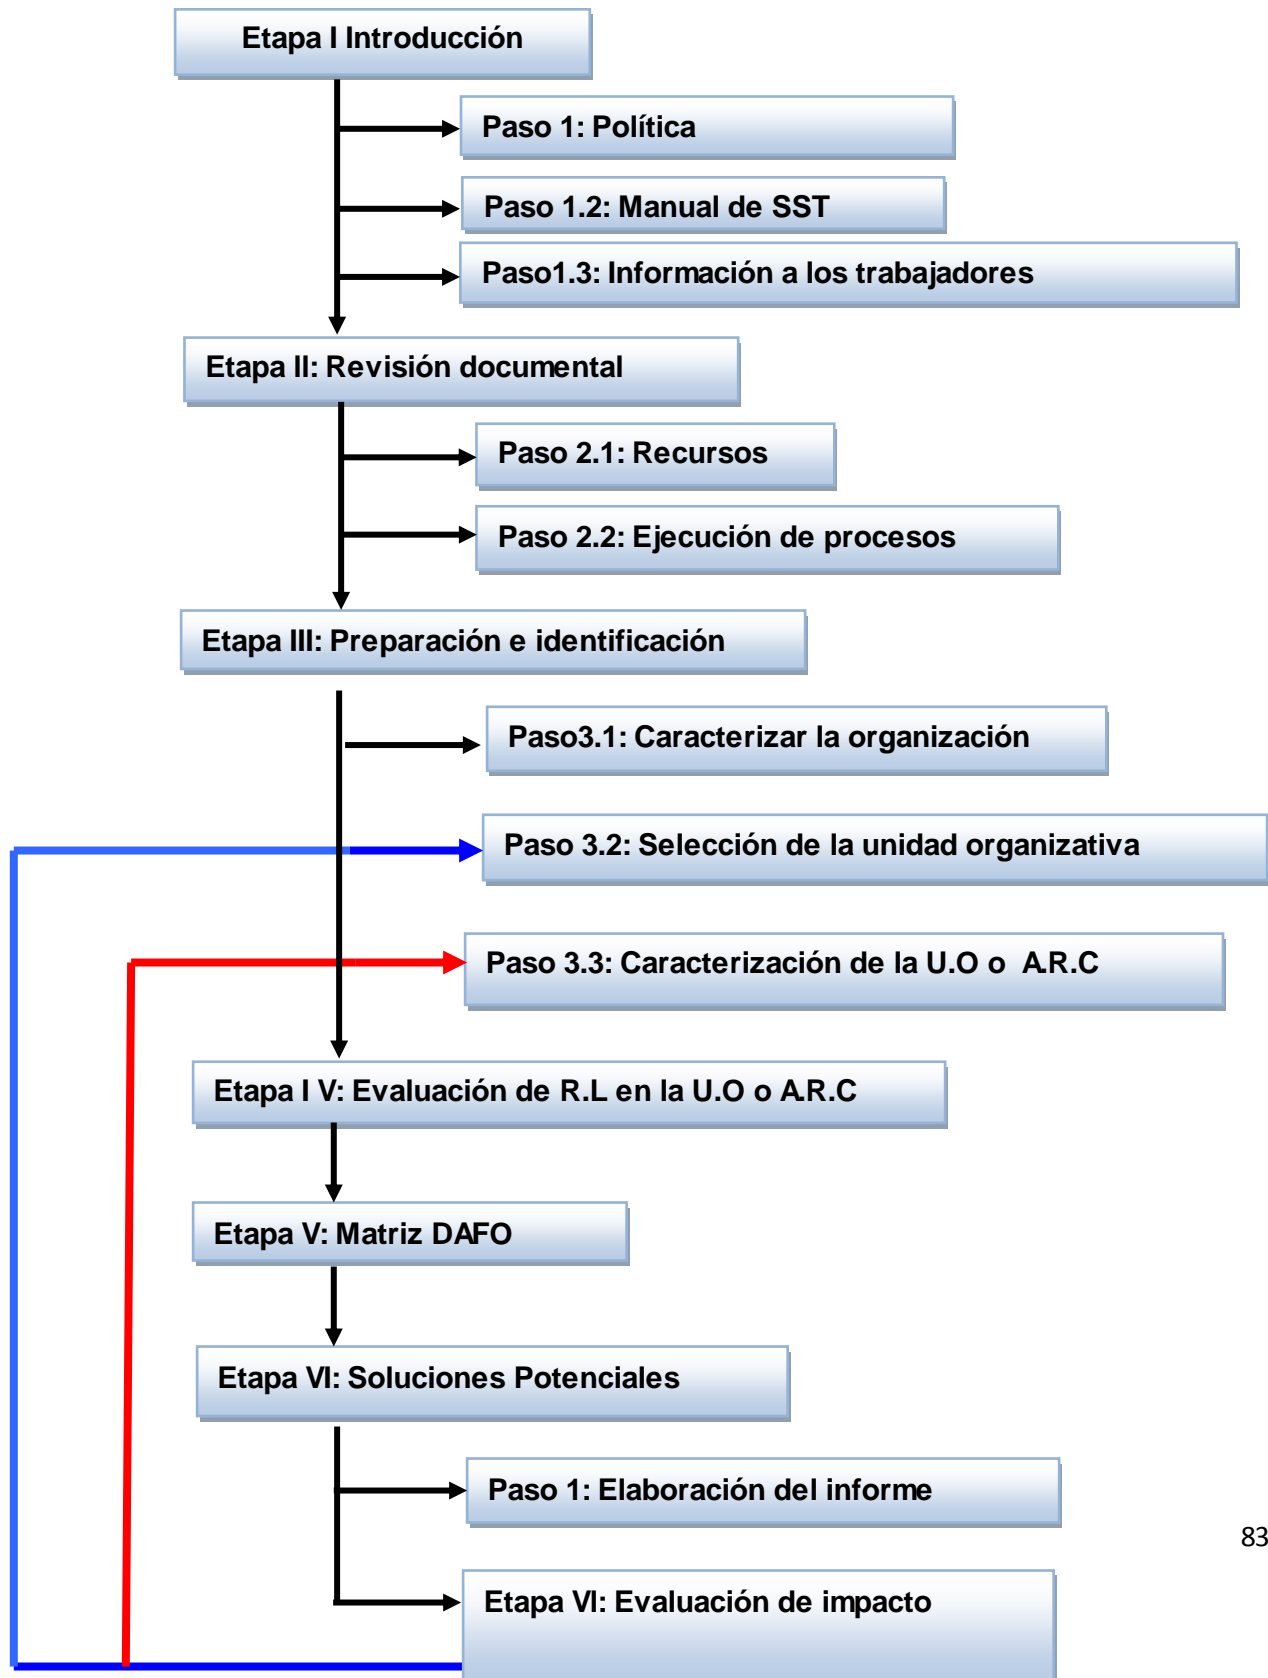 Etapa I Introducción
Paso 1: Política
Paso 1.2: Manual de SST
Paso1.3: Información a los trabajadores
Etapa II: Revisión documental
Paso 2.1: Recursos
Paso 2.2: Ejecución de procesos
Etapa III: Preparación e identificación
Paso3.1: Caracterizar la organización
Paso 3.2: Selección de la unidad organizativa
Paso 3.3: Caracterización de la U.O o A.R.C
Etapa I V: Evaluación de R.L en la U.O o A.R.C
Etapa V: Matriz DAFO
Etapa VI: Soluciones Potenciales
Paso 1: Elaboración del informe
83
Etapa VI: Evaluación de impacto